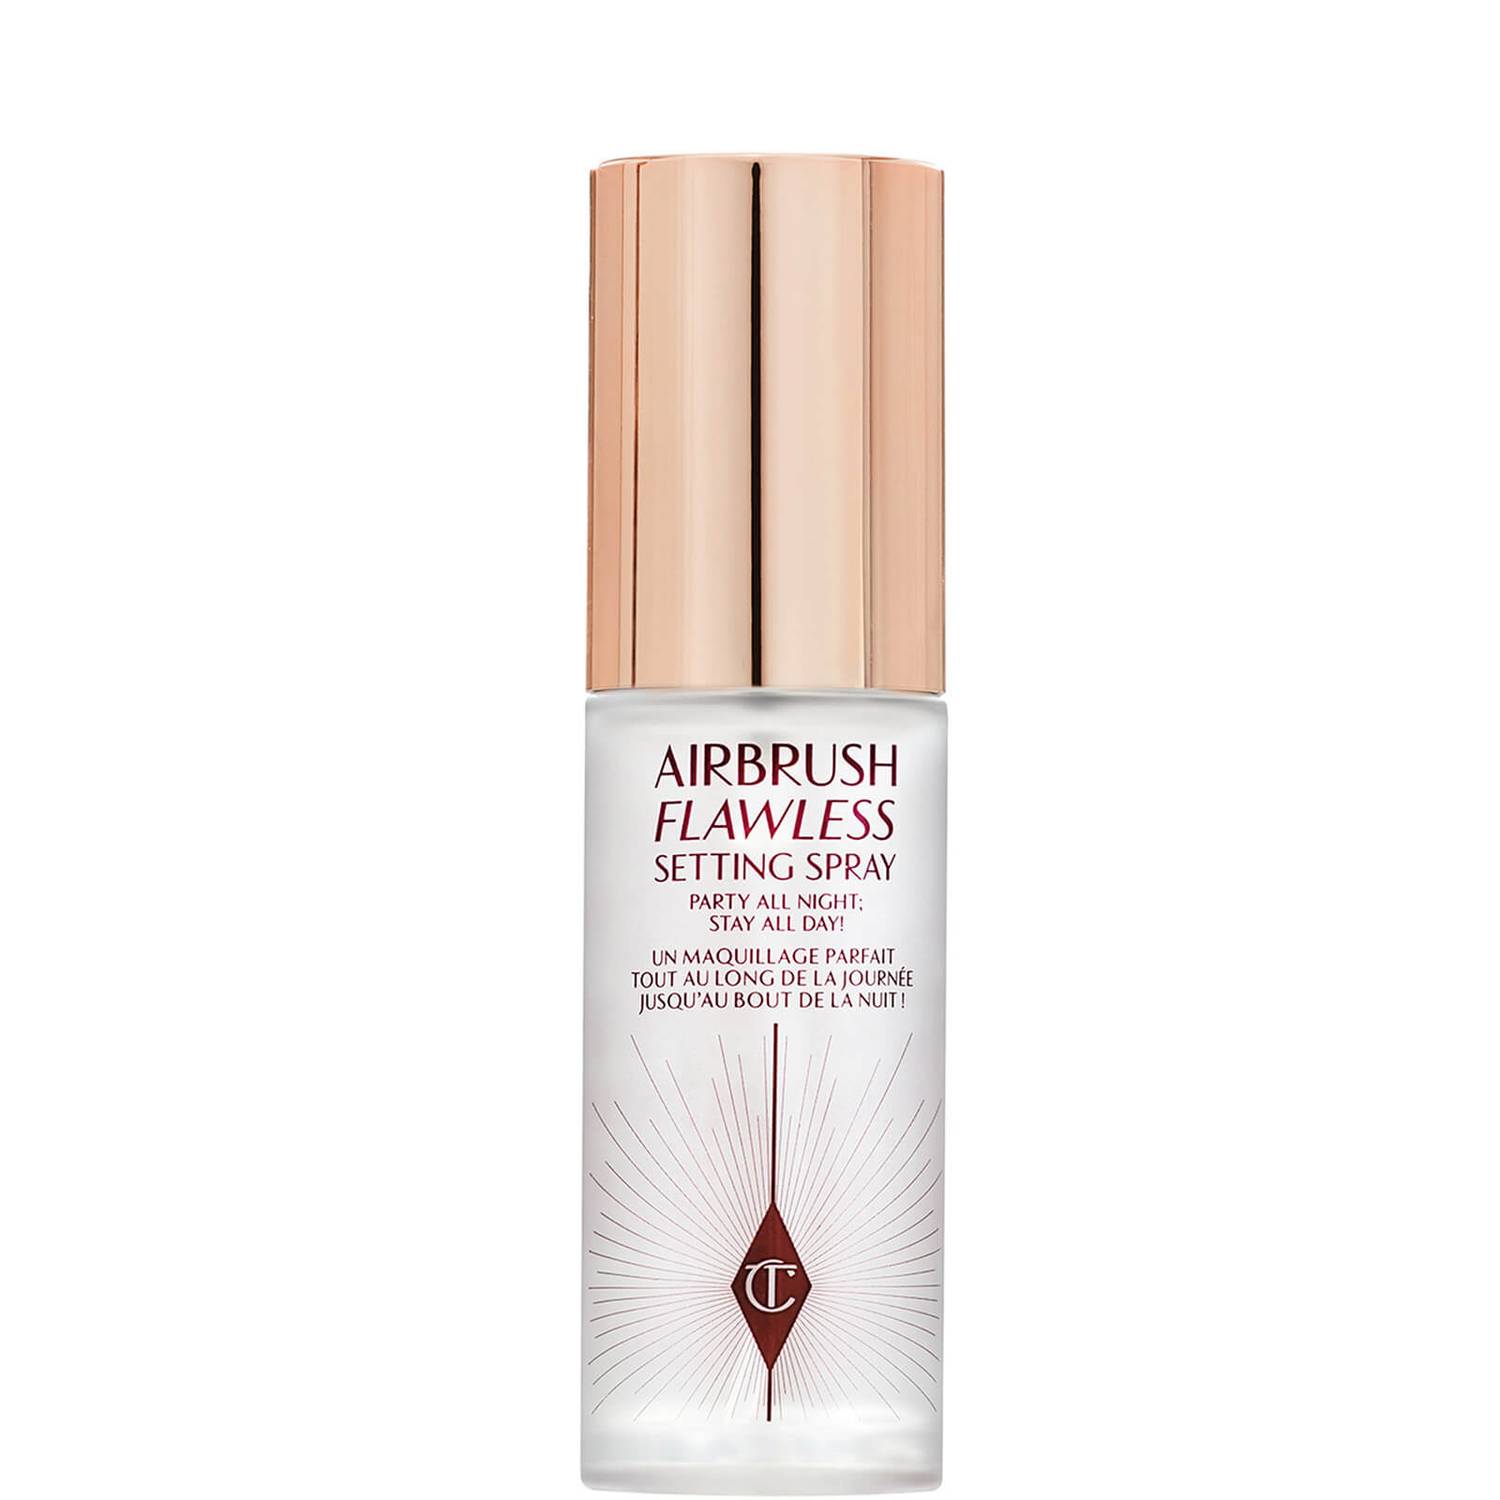 AIRBRUSH
FLAWLESS
SETTING SPRAY
PARTY ALL NIGHT;
STAY ALL DAY!
UN MAQUILLAGE PARFAIT
TOUT AU LONG DE LA JOURNÉE
JUSQU'AU BOUT DE LA NUIT !
CT